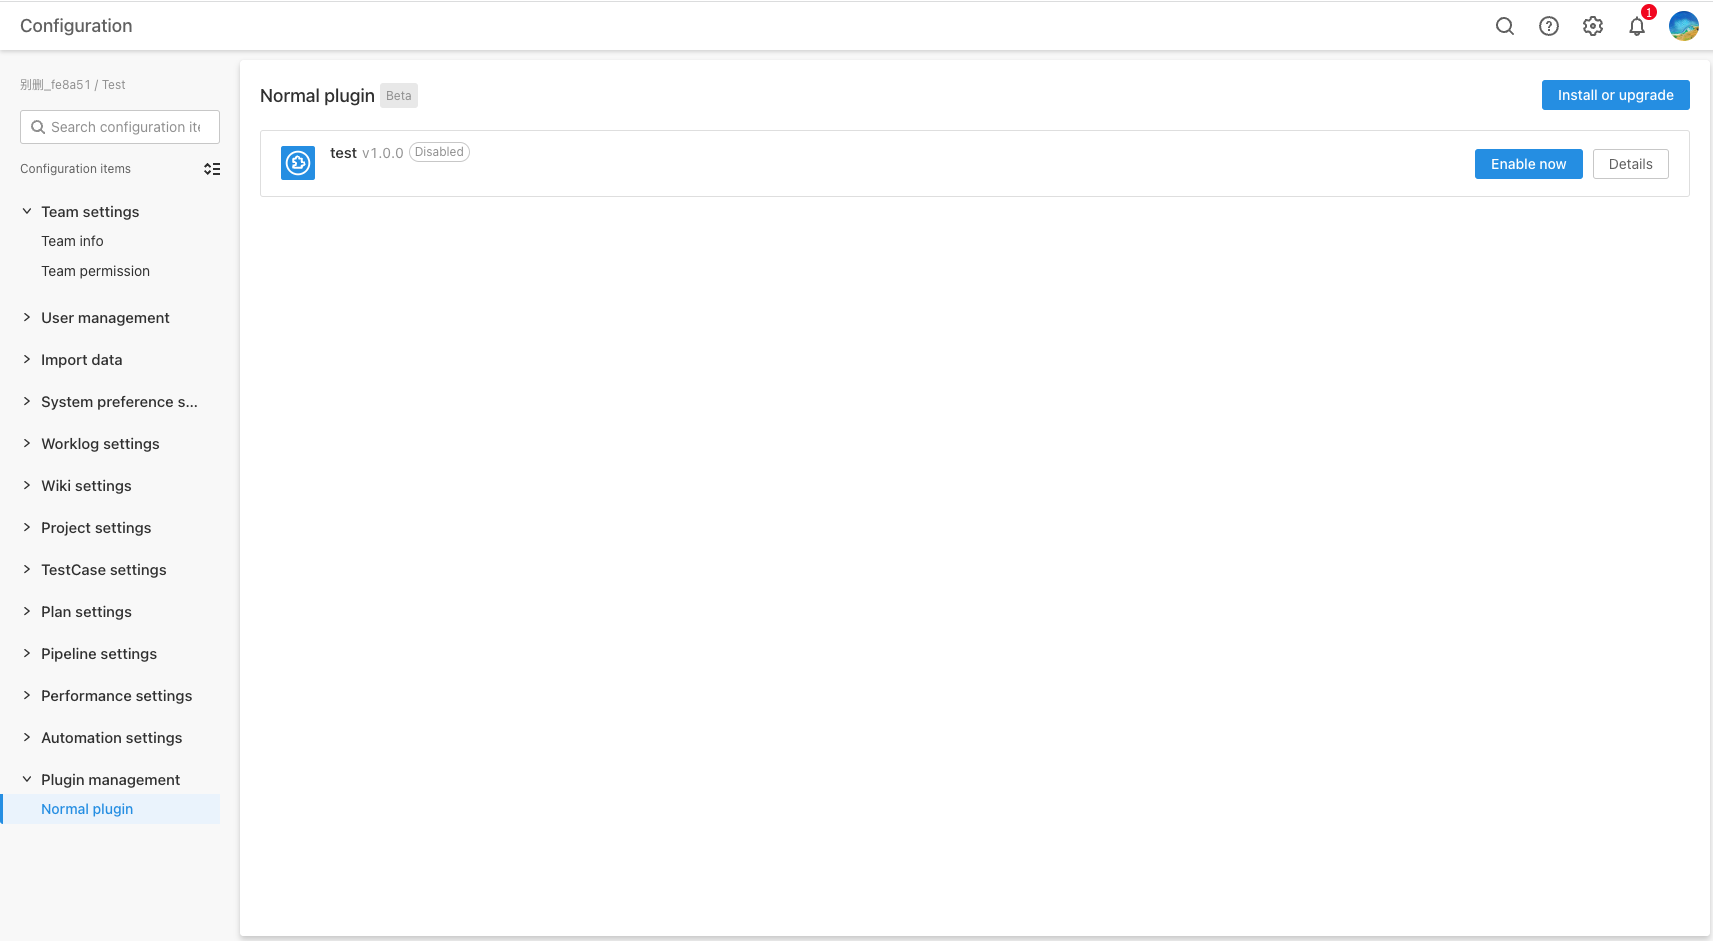 Configuration
1
别删_fe8a51 / Test
Search configuration ite
Configuration items
Team settings
Team info
Team permission
User management
Import data
System preference s...
Worklog settings
Wiki settings
Project settings
TestCase settings
Plan settings
Pipeline settings
Performance settings
Automation settings
Plugin management
Normal plugin
Normal plugin Beta
Install or upgrade
test v1.0.0 Disabled
Enable now
Details